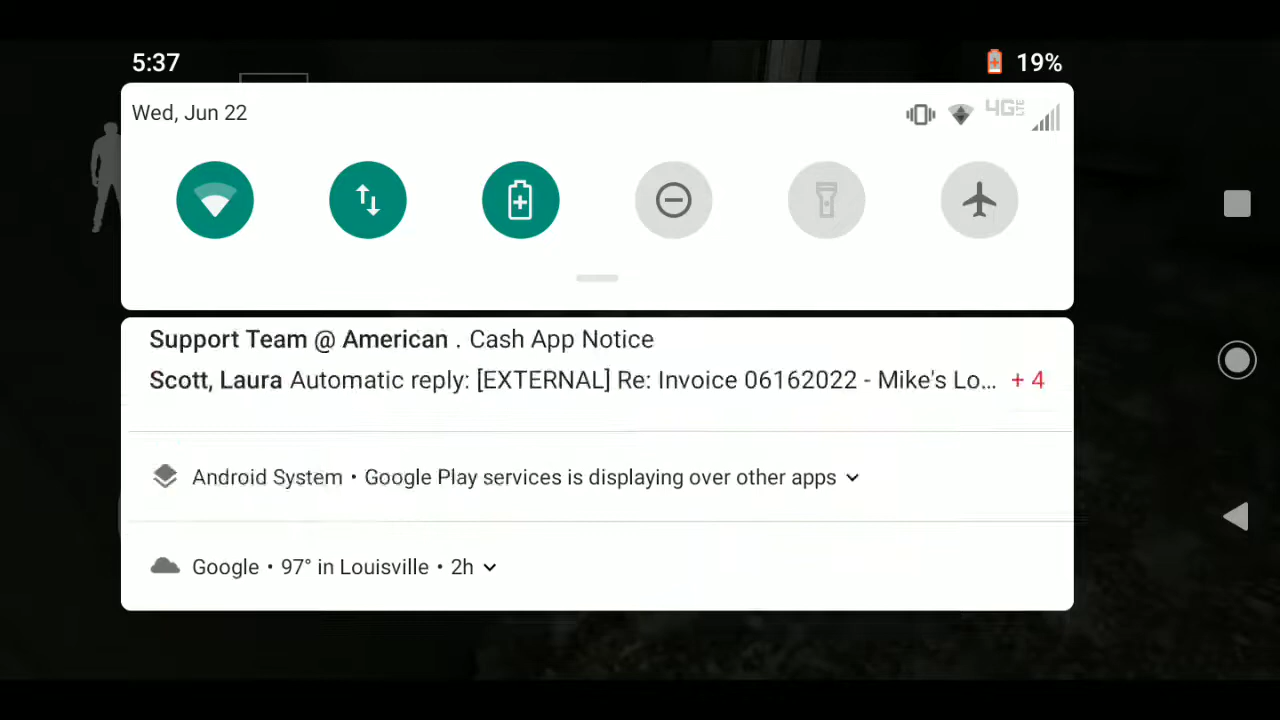 5:37
19%
Wed, Jun 22
4G LTE
Support Team @ American . Cash App Notice
Scott, Laura Automatic reply: [EXTERNAL] Re: Invoice 06162022 - Mike's Lo... + 4
Android System • Google Play services is displaying over other apps
Google • 97° in Louisville • 2h